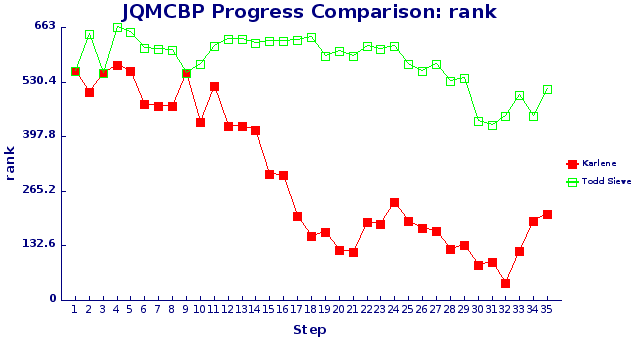 JQMCBP Progress Comparison: rank
663
530.4
397.8
265.2
132.6
0
rank
1 2 3 4 5 6 7 8 9 10 11 12 13 14 15 16 17 18 19 20 21 22 23 24 25 26 27 28 29 30 31 32 33 34 35
Step
Karlene
Todd Sieve